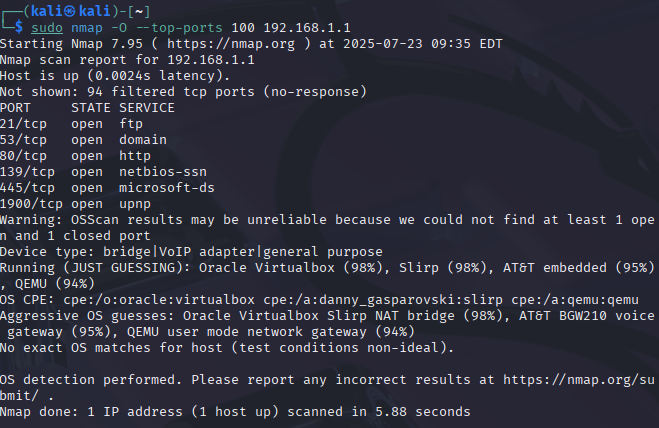 ┌──(kali㉿kali)-[~]
└─$ sudo nmap -O --top-ports 100 192.168.1.1
Starting Nmap 7.95 ( https://nmap.org ) at 2025-07-23 09:35 EDT
Nmap scan report for 192.168.1.1
Host is up (0.0024s latency).
Not shown: 94 filtered tcp ports (no-response)
PORT     STATE SERVICE
21/tcp   open  ftp
53/tcp   open  domain
80/tcp   open  http
139/tcp  open  netbios-ssn
445/tcp  open  microsoft-ds
1900/tcp open  upnp
Warning: OSScan results may be unreliable because we could not find at least 1 ope
n and 1 closed port
Device type: bridge|VoIP adapter|general purpose
Running (JUST GUESSING): Oracle Virtualbox (98%), Slirp (98%), AT&T embedded (95%)
, QEMU (94%)
OS CPE: cpe:/o:oracle:virtualbox cpe:/a:danny_gasparovski:slirp cpe:/a:qemu:qemu
Aggressive OS guesses: Oracle Virtualbox Slirp NAT bridge (98%), AT&T BGW210 voice
 gateway (95%), QEMU user mode network gateway (94%)
No exact OS matches for host (test conditions non-ideal).

OS detection performed. Please report any incorrect results at https://nmap.org/su
bmit/ .
Nmap done: 1 IP address (1 host up) scanned in 5.88 seconds